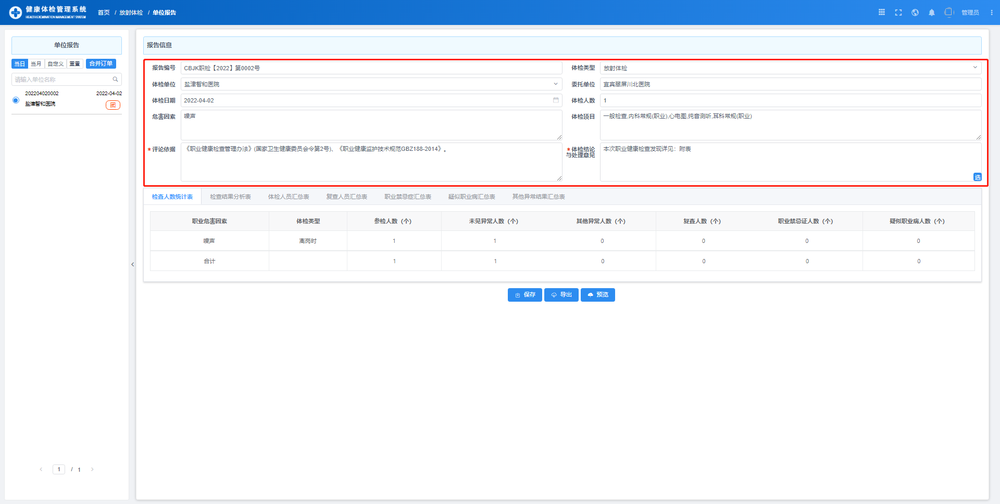 健康体检管理系统
HEALTH EXCMINATION MANAGEMENT SYSTEM
首页 / 放射体检 / 单位报告
管理员
单位报告
当日 当月 自定义 重置 合并订单
请输入单位名称
202204020002 2022-04-02
盐津智和医院
团
1 / 1
报告信息
报告编号 CBJK职检【2022】第0002号
体检类型 放射体检
体检单位 盐津智和医院
委托单位 宜宾翠屏川北医院
体检日期 2022-04-02
体检人数 1
危害因素 噪声
体检项目 一般检查,内科常规(职业),心电图,纯音测听,耳科常规(职业)
*评论依据 《职业健康检查管理办法》(国家卫生健康委员会令第2号)、《职业健康监护技术规范GBZ188-2014》。
*体检结论
与处理意见
本次职业健康检查发现详见：附表
选
检查人数统计表 检查结果分析表 体检人员汇总表 复查人员汇总表 职业禁忌症汇总表 疑似职业病汇总表 其他异常结果汇总表
职业危害因素 体检类型 参检人数（个） 未见异常人数（个） 其他异常人数（个） 复查人数（个） 职业禁忌证人数（个） 疑似职业病人数（个）
噪声 离岗时 1 1 0 0 0 0
合计 1 1 0 0 0 0
保存 导出 预览